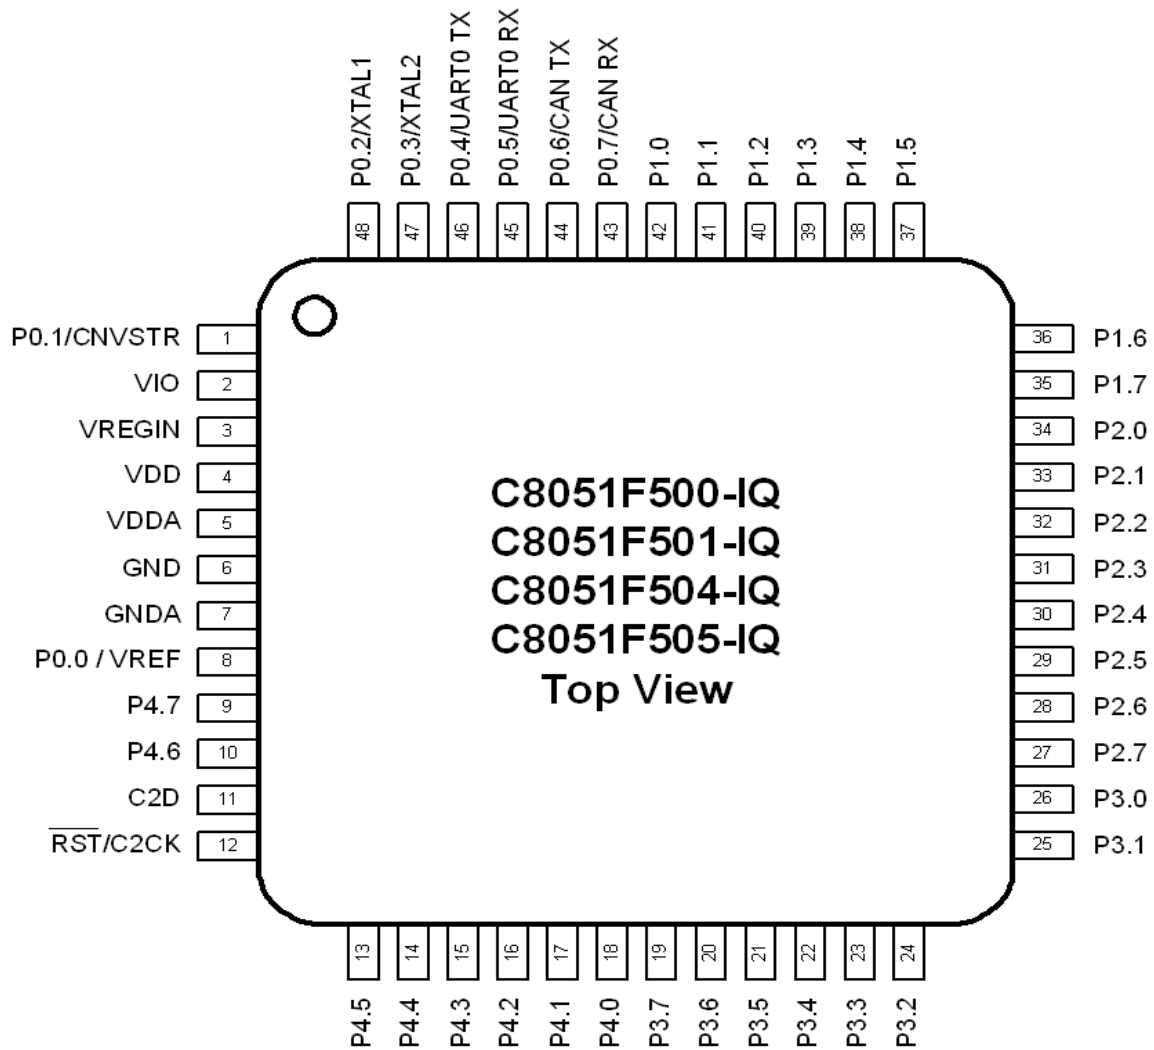 P0.2/XTAL1
P0.3/XTAL2
P0.4/UART0 TX
P0.5/UART0 RX
P0.6/CAN TX
P0.7/CAN RX
P1.0
P1.1
P1.2
P1.3
P1.4
P1.5
48
47
46
45
44
43
42
41
40
39
38
37
P0.1/CNVSTR 1
VIO 2
VREGIN 3
VDD 4
VDDA 5
GND 6
GNDA 7
P0.0 / VREF 8
P4.7 9
P4.6 10
C2D 11
RST/C2CK 12
C8051F500-IQ
C8051F501-IQ
C8051F504-IQ
C8051F505-IQ
Top View
36 P1.6
35 P1.7
34 P2.0
33 P2.1
32 P2.2
31 P2.3
30 P2.4
29 P2.5
28 P2.6
27 P2.7
26 P3.0
25 P3.1
13
14
15
16
17
18
19
20
21
22
23
24
P4.5
P4.4
P4.3
P4.2
P4.1
P4.0
P3.7
P3.6
P3.5
P3.4
P3.3
P3.2